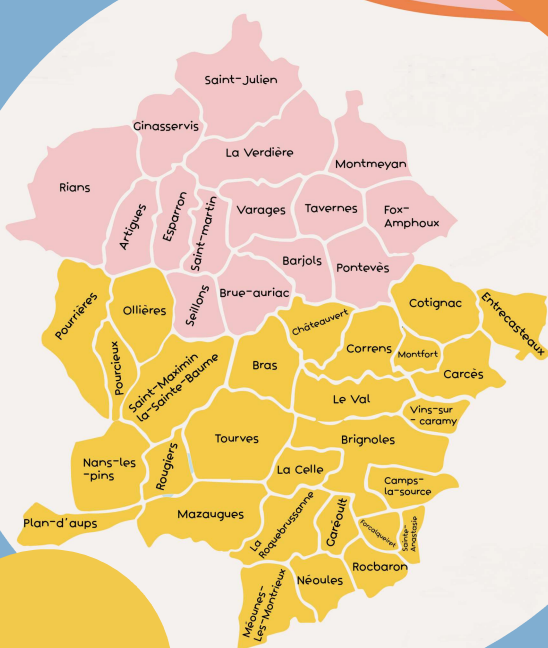 Saint-Julien
Ginasservis
La Verdière
Montmeyan
Rians
Artigues
Esparron
Saint-martin
Varages
Tavernes
Fox-
Amphoux
Barjols
Pontevès
Seillons
Brue-auriac
Pourrières
Ollières
Châteauvert
Cotignac
Entrecasteaux
Pourcieux
Saint-Maximin
la-Sainte-Baume
Bras
Correns
Montfort
Carcès
Le Val
Vins-sur
- caramy
Tourves
Brignoles
Nans-les
-pins
Rougiers
La Celle
Camps-
la-source
Plan-d'aups
Mazaugues
La
Roquebrussanne
Garéoult
Forcalqueiret
Sainte-
Anastasie
Rocbaron
Néoules
Méounes-
Les-Montrieux